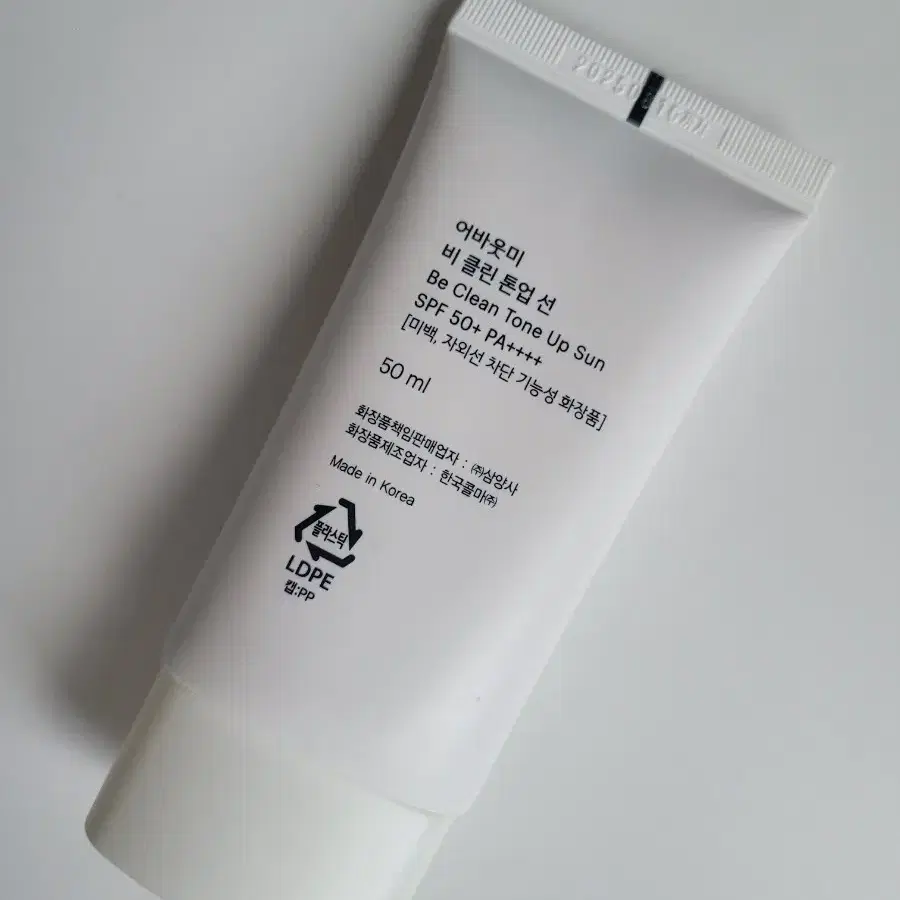 어바웃미
비 클린 톤업 선
Be Clean Tone Up Sun
SPF 50+ PA++++
[미백, 자외선 차단 기능성 화장품]
50 ml
화장품책임판매업자 : ㈜삼양사
화장품제조업자 : 한국콜마㈜
Made in Korea
플라스틱
LDPE
캡:PP